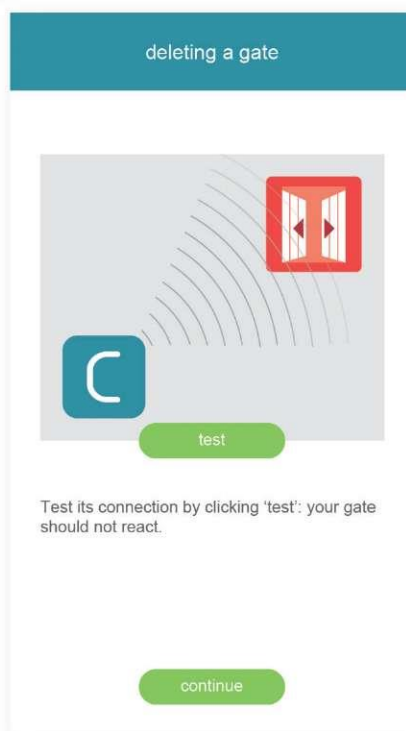 deleting a gate
C
test
Test its connection by clicking ‘test’: your gate
should not react.
continue